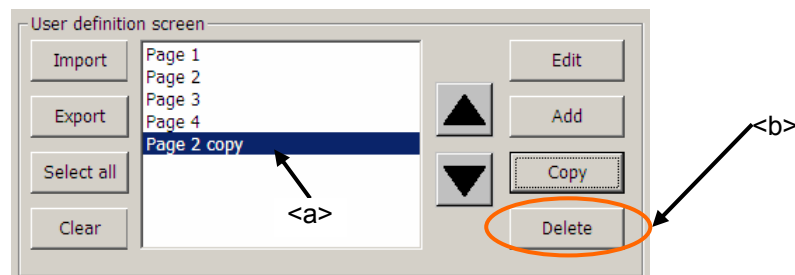 User definition screen
Import
Export
Select all
Clear
Page 1
Page 2
Page 3
Page 4
Page 2 copy
<a>
Edit
Add
Copy
Delete
<b>